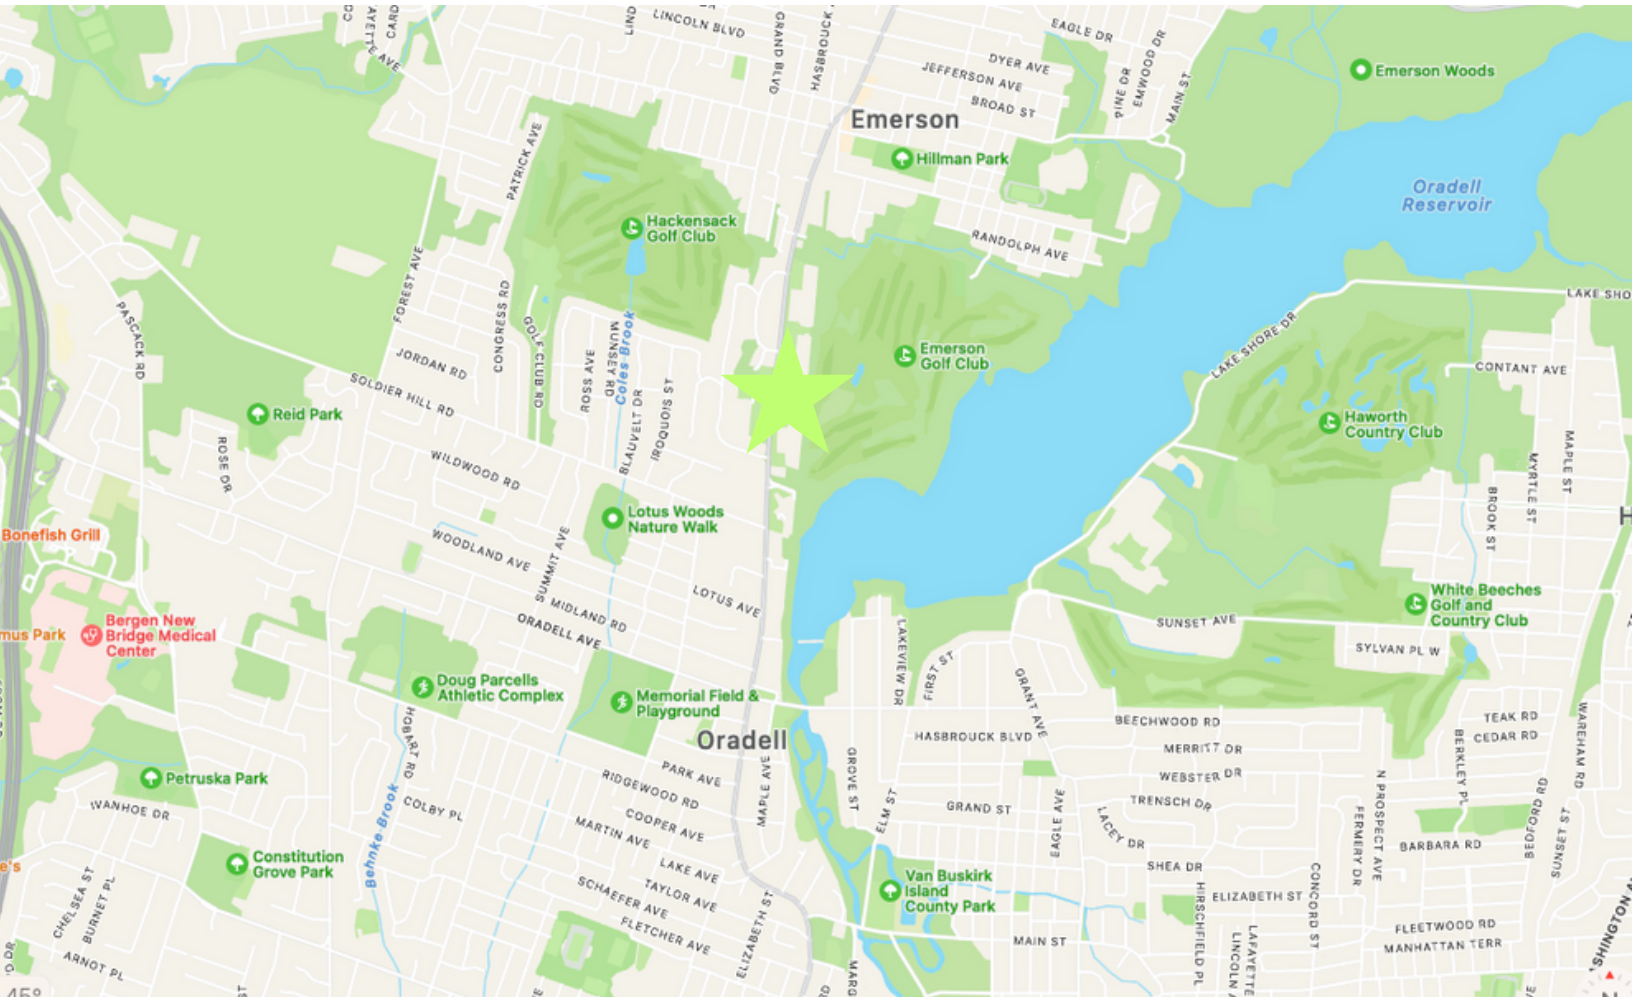 LINCOLN BLVD
GRAND BLVD
HASBROUCK
EAGLE DR
DYER AVE
JEFFERSON AVE
BROAD ST
PINE DR
EMWOOD DR
MAIN ST
Emerson Woods
Emerson
Hillman Park
PATRICK AVE
Oradell
Reservoir
Hackensack
Golf Club
RANDOLPH AVE
FOREST AVE
CONGRESS RD
PASCACK RD
GOLF CLUB RD
MUNSEY RD
Coles Brook
ROSS AVE
BLAUVELT DR
IROQUOIS ST
JORDAN RD
SOLDIER HILL RD
Emerson
Golf Club
LAKE SHO
LAKE SHORE DR
CONTANT AVE
Haworth
Country Club
MAPLE ST
MYRTLE ST
BROOK ST
H
Reid Park
ROSE DR
WILDWOOD RD
Lotus Woods
Nature Walk
Bonefish Grill
WOODLAND AVE
SUMMIT AVE
LOTUS AVE
MIDLAND RD
ORADELL AVE
Bergen New
Bridge Medical
Center
mus Park
White Beeches
Golf and
Country Club
SUNSET AVE
SYLVAN PL W
LAKEVIEW DR
FIRST ST
GRANT AVE
Doug Parcells
Athletic Complex
Memorial Field &
Playground
Oradell
HOBART RD
BEECHWOOD RD
HASBROUCK BLVD
MERRITT DR
WEBSTER DR
TRENSCH DR
TEAK RD
CEDAR RD
BERKLEY PL
WAREHAM RD
Petruska Park
IVANHOE DR
COLBY PL
Behnke Brook
PARK AVE
RIDGEWOOD RD
COOPER AVE
MARTIN AVE
MAPLE AVE
GROVE ST
ELM ST
GRAND ST
EAGLE AVE
LACEY DR
SHEA DR
N PROSPECT AVE
FERMERY DR
BARBARA RD
BEDFORD RD
SUNSET ST
Constitution
Grove Park
e's
LAKE AVE
TAYLOR AVE
SCHAEFER AVE
FLETCHER AVE
ELIZABETH ST
Van Buskirk
Island
County Park
MAIN ST
HIRSCHFIELD PL
ELIZABETH ST
CONCORD ST
LINCOLN
LAFAYETTE
FLEETWOOD RD
MANHATTAN TERR
SHINGTON A
CHELSEA ST
BURNET PL
ARNOT PL
MARG